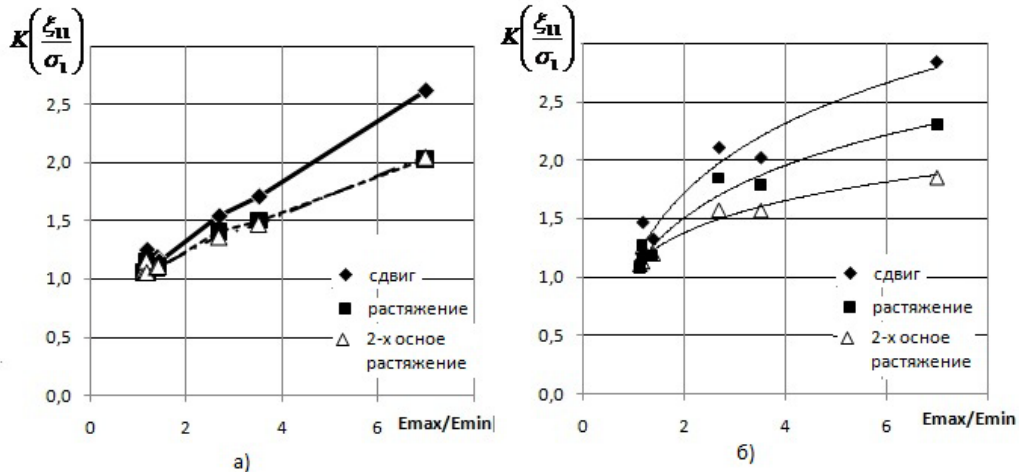 K(ξ11/σ1)
2,5
2,0
1,5
1,0
0,5
0,0
0 2 4 6 Emax/Emin
сдвиг
растяжение
2-х осное
растяжение
а)
K(ξ11/σ1)
2,5
2,0
1,5
1,0
0,5
0,0
0 2 4 6 Emax/Emin
сдвиг
растяжение
2-х осное
растяжение
б)